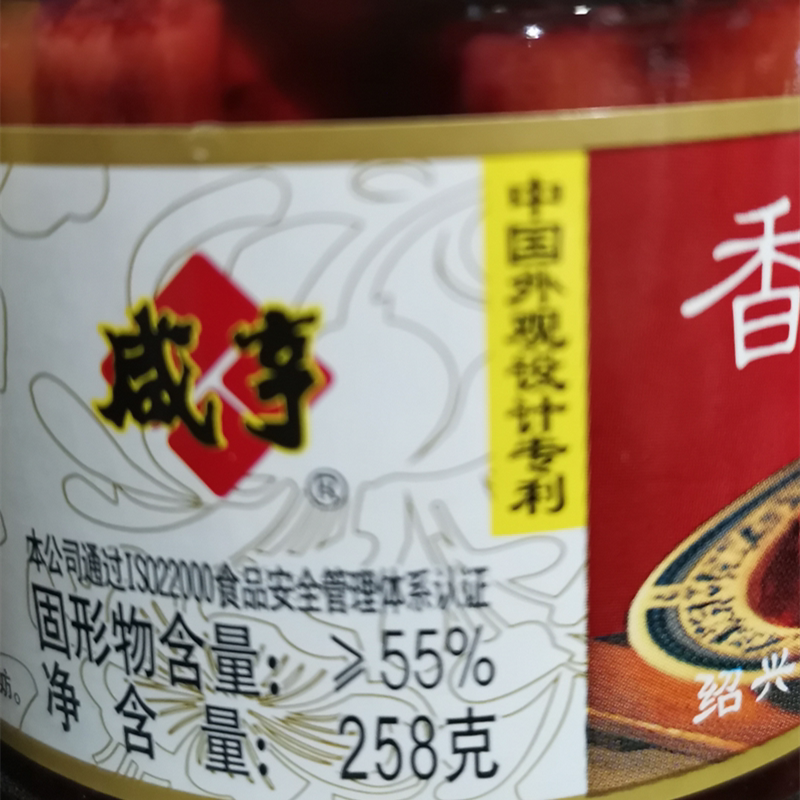 咸亨
®
中国外观设计专利
本公司通过ISO22000食品安全管理体系认证
固形物含量：≥55%
净含量：258克
香
绍兴